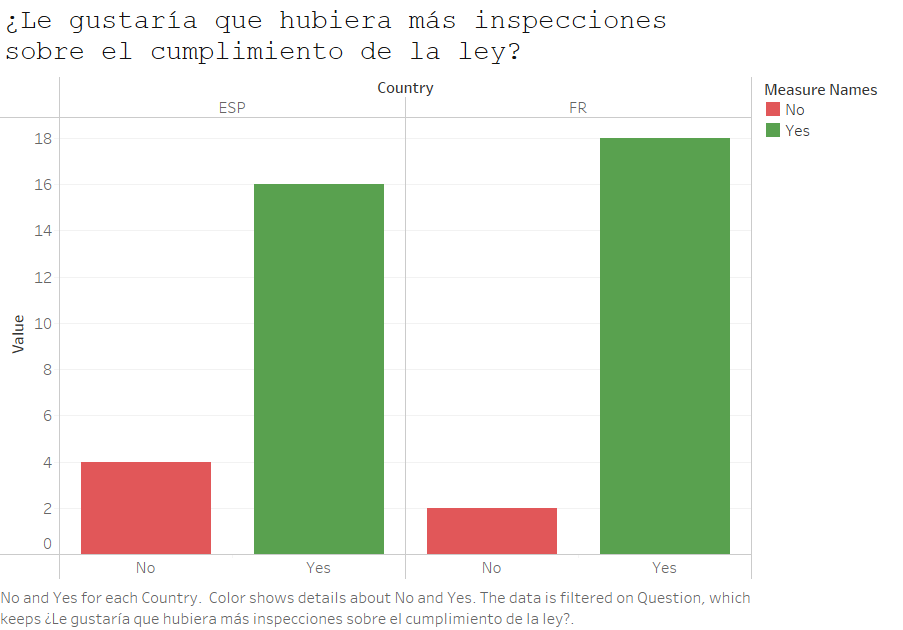 ¿Le gustaría que hubiera más inspecciones
sobre el cumplimiento de la ley?
Country
ESP FR
Measure Names
No
Yes
Value
18
16
14
12
10
8
6
4
2
0
No Yes No Yes
No and Yes for each Country. Color shows details about No and Yes. The data is filtered on Question, which
keeps ¿Le gustaría que hubiera más inspecciones sobre el cumplimiento de la ley?.